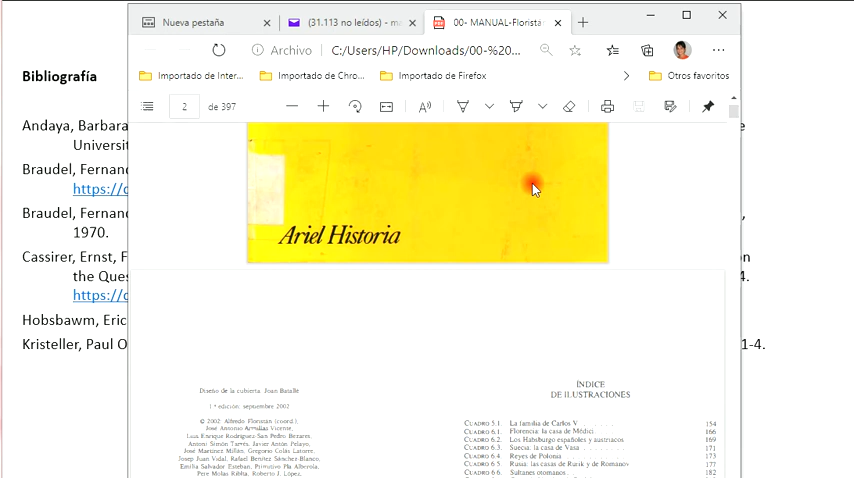 Nueva pestaña
(31.113 no leídos) - ma
00- MANUAL-Florista
Archivo
C:/Users/HP/Downloads/00-%20...
Importado de Inter...
Importado de Chro...
Importado de Firefox
Otros favoritos
2
de 397
Bibliografía
Andaya, Barbara
e
Universit
Braudel, Fernan
https://c
Braudel, Fernand
,
1970.
Cassirer, Ernst, F
on
the Ques
4.
https://c
Hobsbawm, Eric
Kristeller, Paul O
1-4.
Ariel Historia
Diseño de la cubierta: Joan Batallé
1.ª edición: septiembre 2002
© 2002: Alfredo Floristán (coord.),
José Antonio Armillas Vicente,
Luis Enrique Rodríguez-San Pedro Bezares,
Antoni Simón Tarrés, Javier Antón Pelayo,
José Martínez Millán, Gregorio Colás Latorre,
Josep Juan Vidal, Rafael Benítez Sánchez-Blanco,
Emilia Salvador Esteban, Primitivo Pla Alberola,
Pere Molas Ribalta, Roberto J. López,
ÍNDICE
DE ILUSTRACIONES
CUADRO 5.1. La familia de Carlos V 154
CUADRO 6.1. Florencia: la casa de Médici 166
CUADRO 6.2. Los Habsburgo españoles y austríacos 169
CUADRO 6.3. Suecia: la casa de Vasa 171
CUADRO 6.4. Reyes de Polonia 173
CUADRO 6.5. Rusia: las casas de Rurik y de Romanov 177
CUADRO 6.6. Sultanes otomanos 182